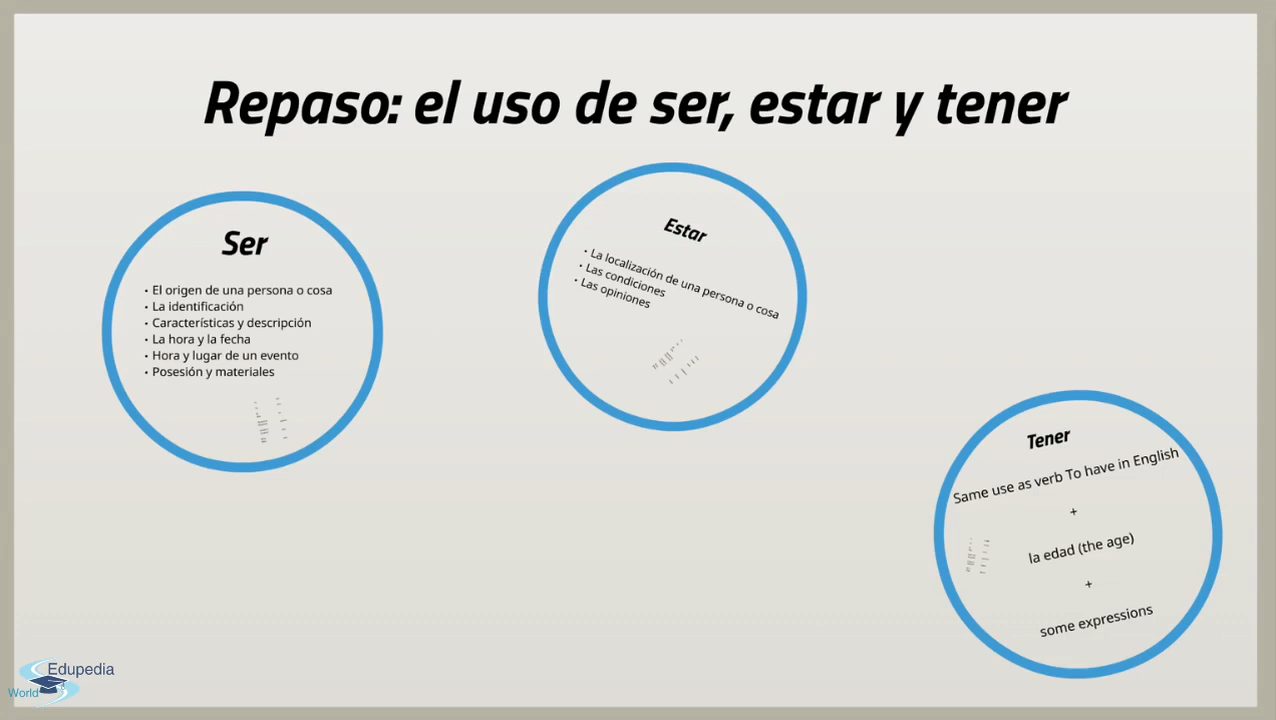 Repaso: el uso de ser, estar y tener
Ser
• El origen de una persona o cosa
• La identificación
• Características y descripción
• La hora y la fecha
• Hora y lugar de un evento
• Posesión y materiales
Estar
• La localización de una persona o cosa
• Las condiciones
• Las opiniones
Tener
Same use as verb To have in English
+
la edad (the age)
+
some expressions
Edupedia
World